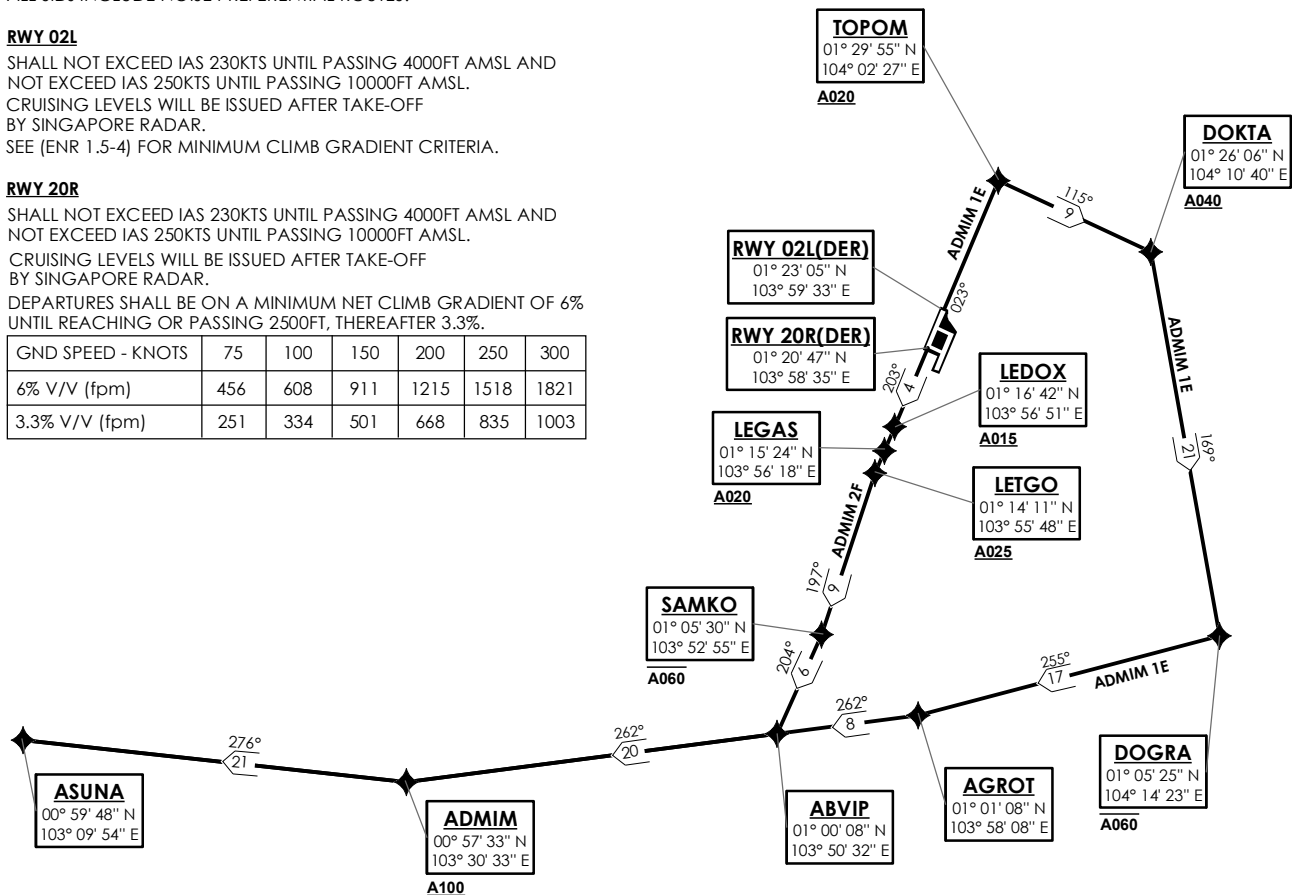 RWY 02L
SHALL NOT EXCEED IAS 230KTS UNTIL PASSING 4000FT AMSL AND
NOT EXCEED IAS 250KTS UNTIL PASSING 10000FT AMSL.
CRUISING LEVELS WILL BE ISSUED AFTER TAKE-OFF
BY SINGAPORE RADAR.
SEE (ENR 1.5-4) FOR MINIMUM CLIMB GRADIENT CRITERIA.
RWY 20R
SHALL NOT EXCEED IAS 230KTS UNTIL PASSING 4000FT AMSL AND
NOT EXCEED IAS 250KTS UNTIL PASSING 10000FT AMSL.
CRUISING LEVELS WILL BE ISSUED AFTER TAKE-OFF
BY SINGAPORE RADAR.
DEPARTURES SHALL BE ON A MINIMUM NET CLIMB GRADIENT OF 6%
UNTIL REACHING OR PASSING 2500FT, THEREAFTER 3.3%.
GND SPEED - KNOTS 75 100 150 200 250 300
6% V/V (fpm) 456 608 911 1215 1518 1821
3.3% V/V (fpm) 251 334 501 668 835 1003
TOPOM
01° 29' 55" N
104° 02' 27" E
A020
DOKTA
01° 26' 06" N
104° 10' 40" E
A040
115°
9
ADMIM 1E
RWY 02L(DER)
01° 23' 05" N
103° 59' 33" E
023°
RWY 20R(DER)
01° 20' 47" N
103° 58' 35" E
203°
4
ADMIM 1E
169°
21
LEDOX
01° 16' 42" N
103° 56' 51" E
A015
LEGAS
01° 15' 24" N
103° 56' 18" E
A020
LETGO
01° 14' 11" N
103° 55' 48" E
A025
ADMIM 2F
197°
9
SAMKO
01° 05' 30" N
103° 52' 55" E
A060
204°
6
255°
17
ADMIM 1E
262°
8
262°
20
276°
21
DOGRA
01° 05' 25" N
104° 14' 23" E
A060
AGROT
01° 01' 08" N
103° 58' 08" E
ABVIP
01° 00' 08" N
103° 50' 32" E
ADMIM
00° 57' 33" N
103° 30' 33" E
A100
ASUNA
00° 59' 48" N
103° 09' 54" E